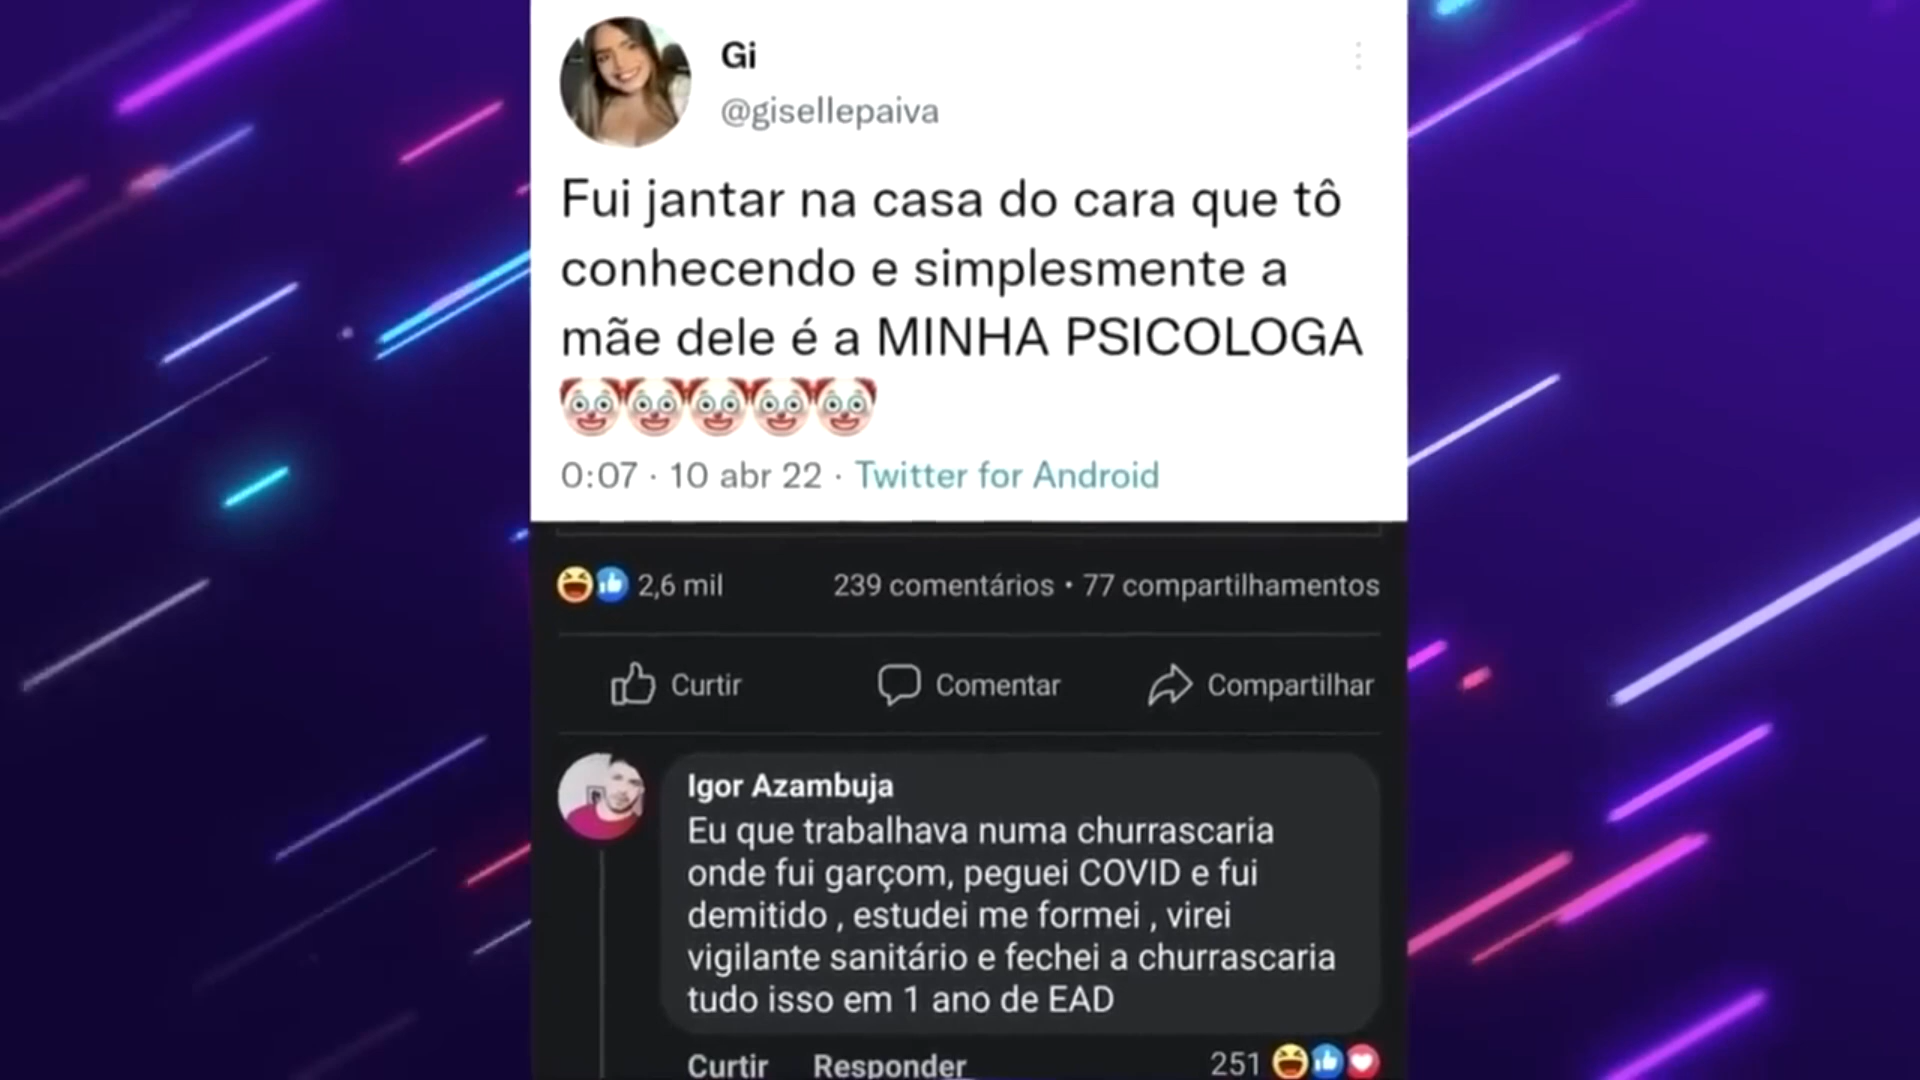 Gi
@gisellepaiva
Fui jantar na casa do cara que tô
conhecendo e simplesmente a
mãe dele é a MINHA PSICOLOGA
🤡🤡🤡🤡🤡
0:07 · 10 abr 22 · Twitter for Android
2,6 mil 239 comentários • 77 compartilhamentos
Curtir Comentar Compartilhar
Igor Azambuja
Eu que trabalhava numa churrascaria
onde fui garçom, peguei COVID e fui
demitido , estudei me formei , virei
vigilante sanitário e fechei a churrascaria
tudo isso em 1 ano de EAD
Curtir Responder 251